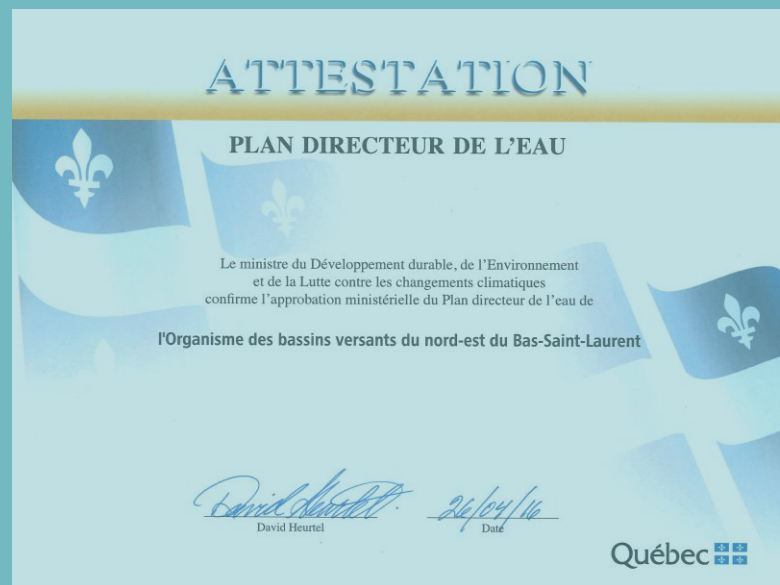 ATTESTATION
PLAN DIRECTEUR DE L'EAU
Le ministre du Développement durable, de l'Environnement
et de la Lutte contre les changements climatiques
confirme l'approbation ministérielle du Plan directeur de l'eau de
l'Organisme des bassins versants du nord-est du Bas-Saint-Laurent
David Heurtel 26/04/16
David Heurtel Date
Québec